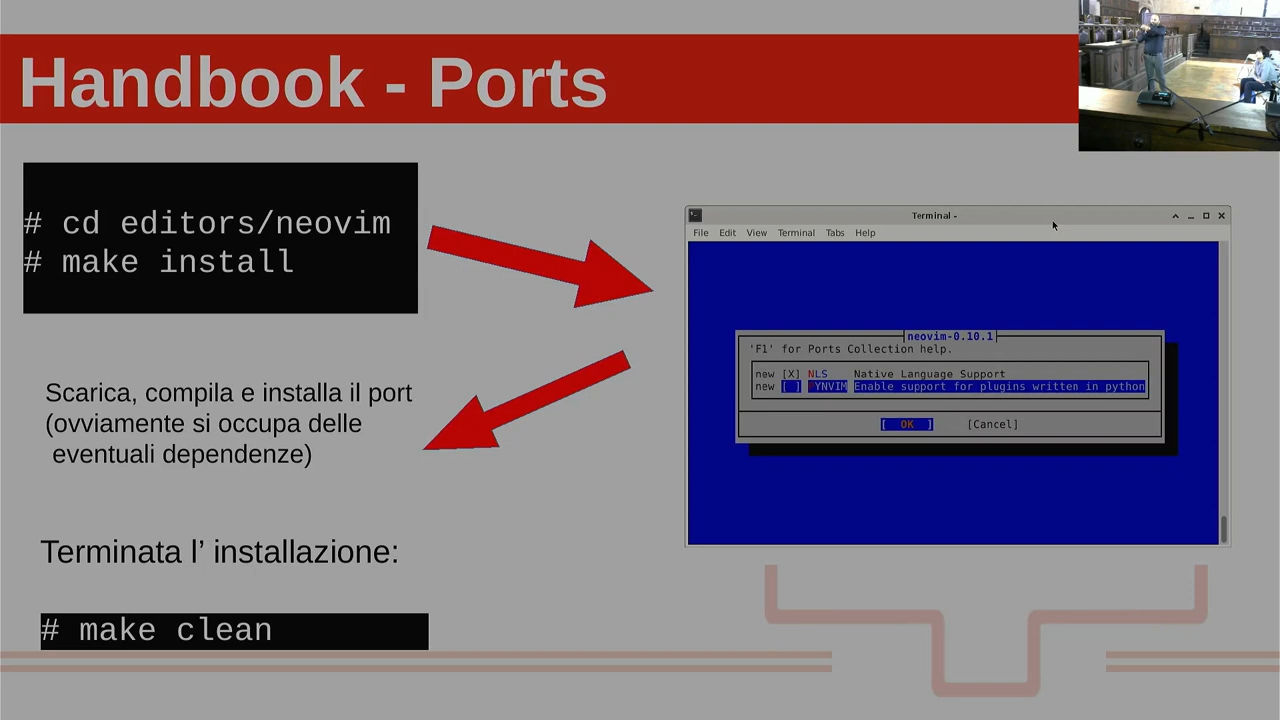 Handbook - Ports
# cd editors/neovim
# make install
Scarica, compila e installa il port
(ovviamente si occupa delle
eventuali dependenze)
Terminata l’ installazione:
# make clean
Terminal -
File Edit View Terminal Tabs Help
neovim-0.10.1
'F1' for Ports Collection help.
new [X] NLS Native Language Support
new [ ] PYNVIM Enable support for plugins written in python
[ OK ] [Cancel]